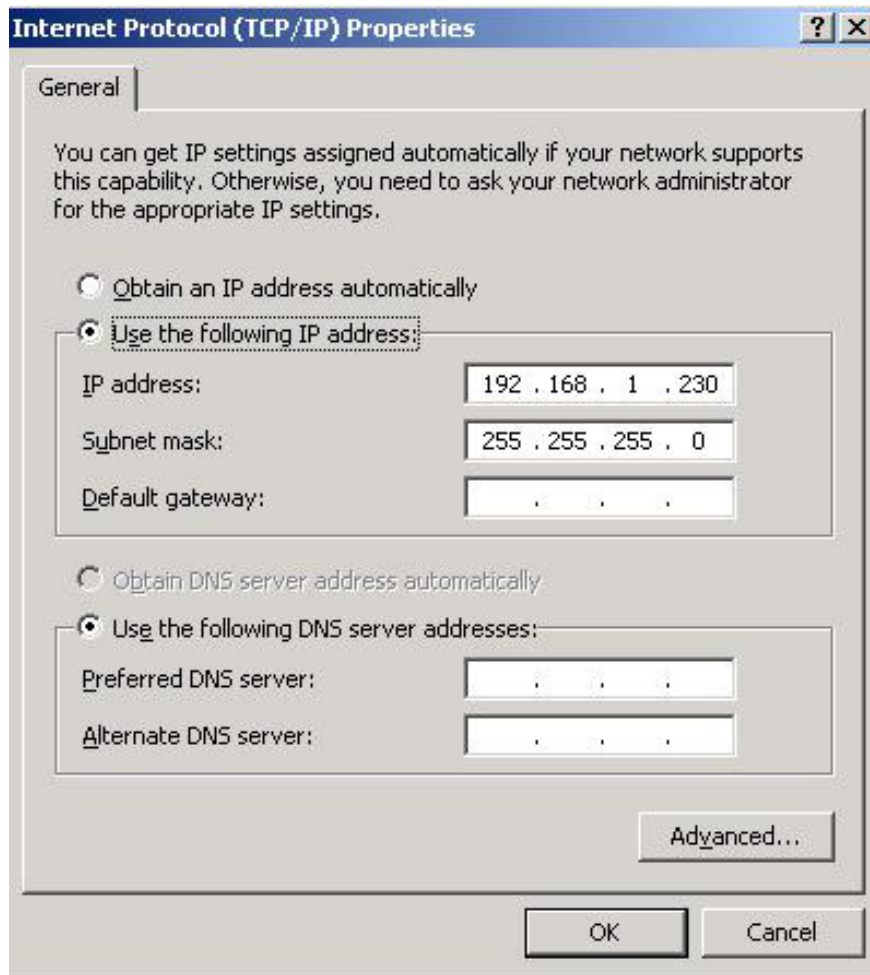 Internet Protocol (TCP/IP) Properties
General
You can get IP settings assigned automatically if your network supports
this capability. Otherwise, you need to ask your network administrator
for the appropriate IP settings.
Obtain an IP address automatically
Use the following IP address:
IP address: 192 . 168 . 1 . 230
Subnet mask: 255 . 255 . 255 . 0
Default gateway: . . .
Obtain DNS server address automatically
Use the following DNS server addresses:
Preferred DNS server: . . .
Alternate DNS server: . . .
Advanced...
OK Cancel